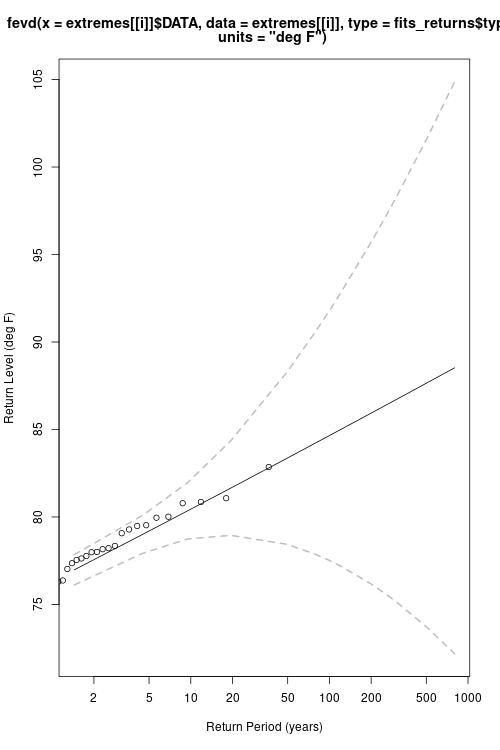 fevd(x = extremes[[i]]$DATA, data = extremes[[i]], type = fits_returns$typ
units = "deg F")
105
100
95
90
85
80
75
Return Level (deg F)
2 5 10 20 50 100 200 500 1000
Return Period (years)